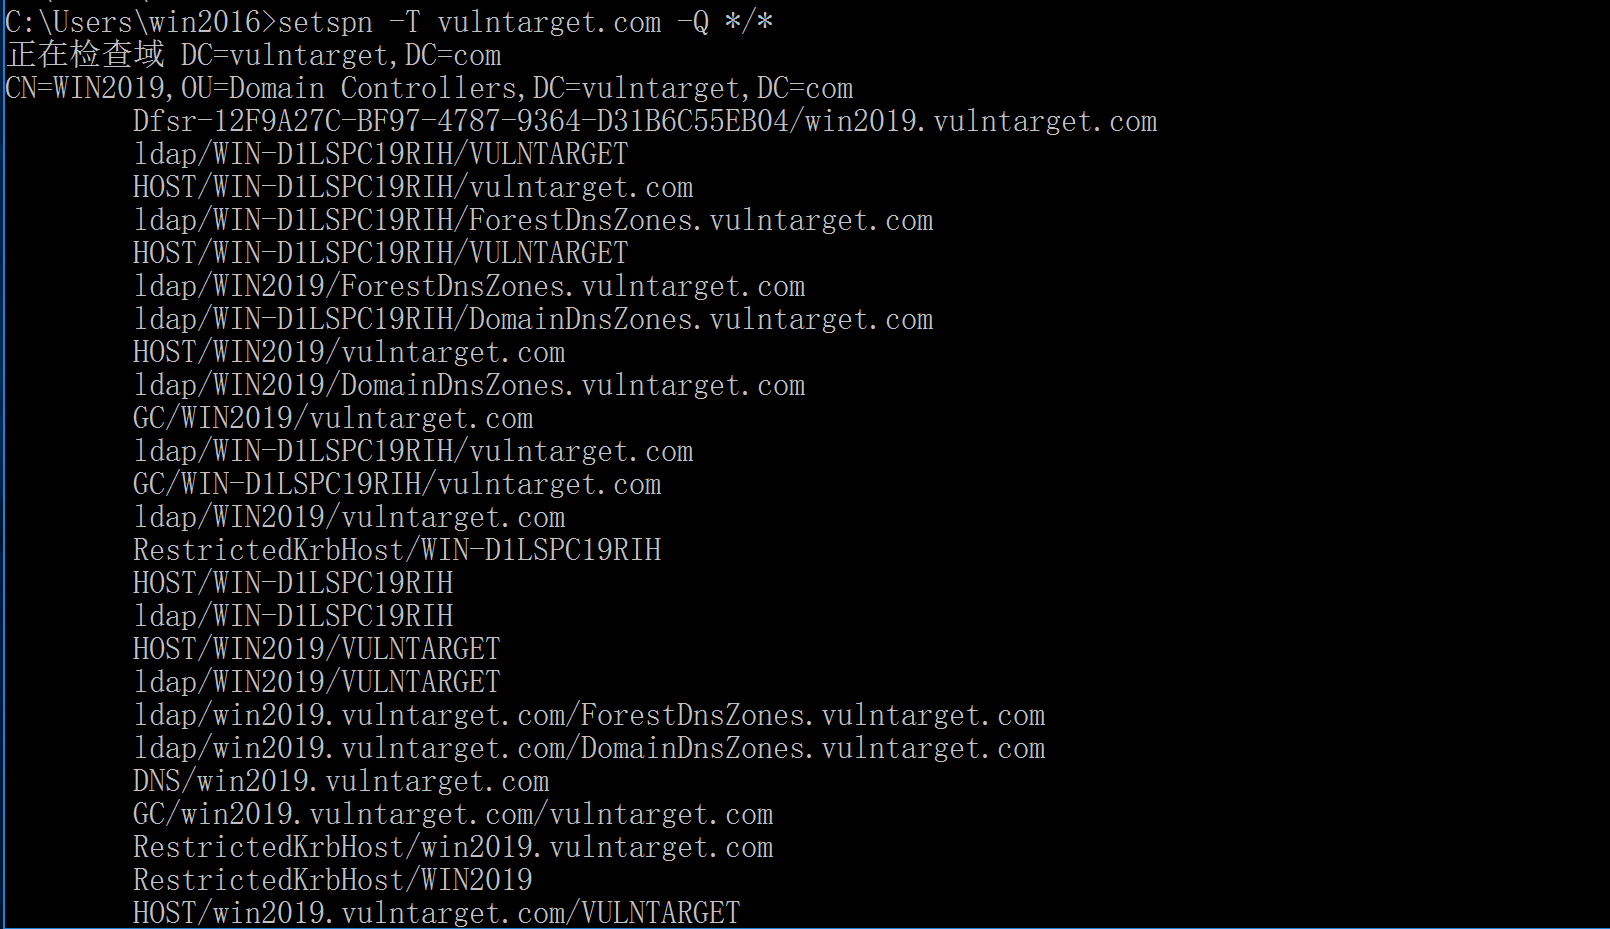 C:\Users\win2016>setspn -T vulntarget.com -Q */*
正在检查域 DC=vulntarget,DC=com
CN=WIN2019,OU=Domain Controllers,DC=vulntarget,DC=com
Dfsr-12F9A27C-BF97-4787-9364-D31B6C55EB04/win2019.vulntarget.com
ldap/WIN-D1LSPC19RIH/VULNTARGET
HOST/WIN-D1LSPC19RIH/vulntarget.com
ldap/WIN-D1LSPC19RIH/ForestDnsZones.vulntarget.com
HOST/WIN-D1LSPC19RIH/VULNTARGET
ldap/WIN2019/ForestDnsZones.vulntarget.com
ldap/WIN-D1LSPC19RIH/DomainDnsZones.vulntarget.com
HOST/WIN2019/vulntarget.com
ldap/WIN2019/DomainDnsZones.vulntarget.com
GC/WIN2019/vulntarget.com
ldap/WIN-D1LSPC19RIH/vulntarget.com
GC/WIN-D1LSPC19RIH/vulntarget.com
ldap/WIN2019/vulntarget.com
RestrictedKrbHost/WIN-D1LSPC19RIH
HOST/WIN-D1LSPC19RIH
ldap/WIN-D1LSPC19RIH
HOST/WIN2019/VULNTARGET
ldap/WIN2019/VULNTARGET
ldap/win2019.vulntarget.com/ForestDnsZones.vulntarget.com
ldap/win2019.vulntarget.com/DomainDnsZones.vulntarget.com
DNS/win2019.vulntarget.com
GC/win2019.vulntarget.com/vulntarget.com
RestrictedKrbHost/win2019.vulntarget.com
RestrictedKrbHost/WIN2019
HOST/win2019.vulntarget.com/VULNTARGET